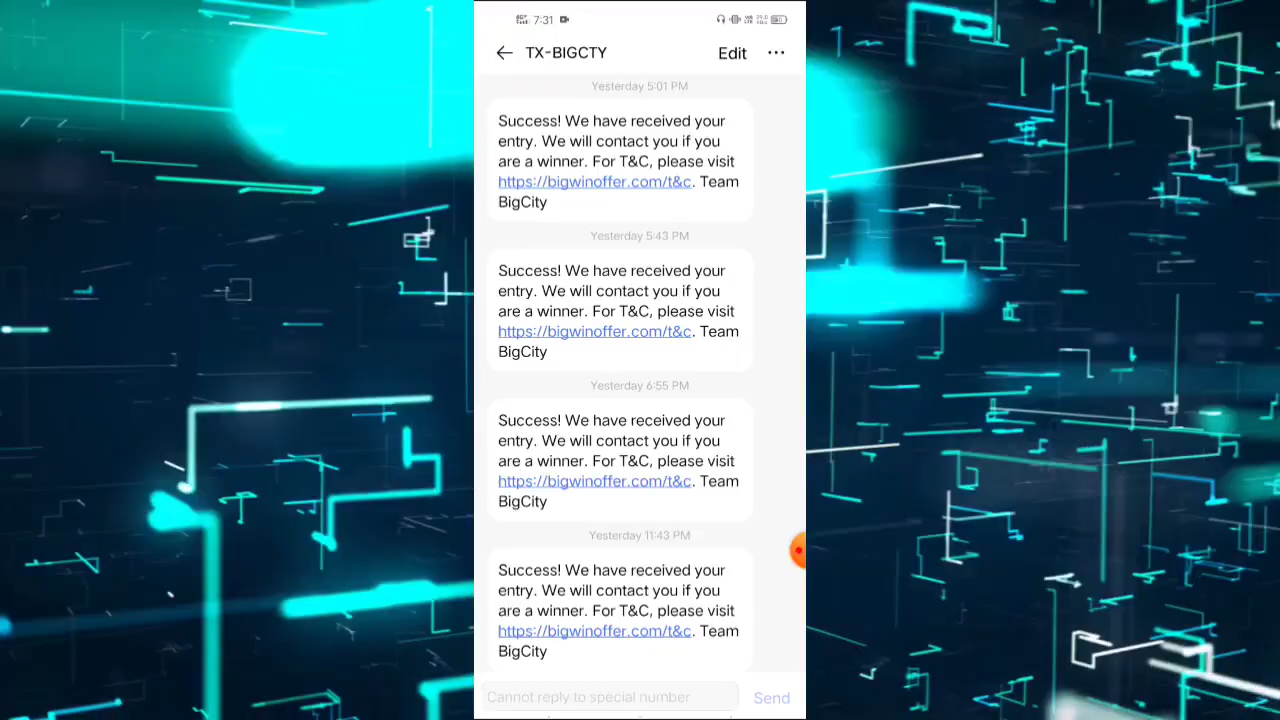 7:31
TX-BIGCTY
Edit
Yesterday 5:01 PM
Success! We have received your
entry. We will contact you if you
are a winner. For T&C, please visit
https://bigwinoffer.com/t&c. Team
BigCity
Yesterday 5:43 PM
Success! We have received your
entry. We will contact you if you
are a winner. For T&C, please visit
https://bigwinoffer.com/t&c. Team
BigCity
Yesterday 6:55 PM
Success! We have received your
entry. We will contact you if you
are a winner. For T&C, please visit
https://bigwinoffer.com/t&c. Team
BigCity
Yesterday 11:43 PM
Success! We have received your
entry. We will contact you if you
are a winner. For T&C, please visit
https://bigwinoffer.com/t&c. Team
BigCity
Cannot reply to special number
Send